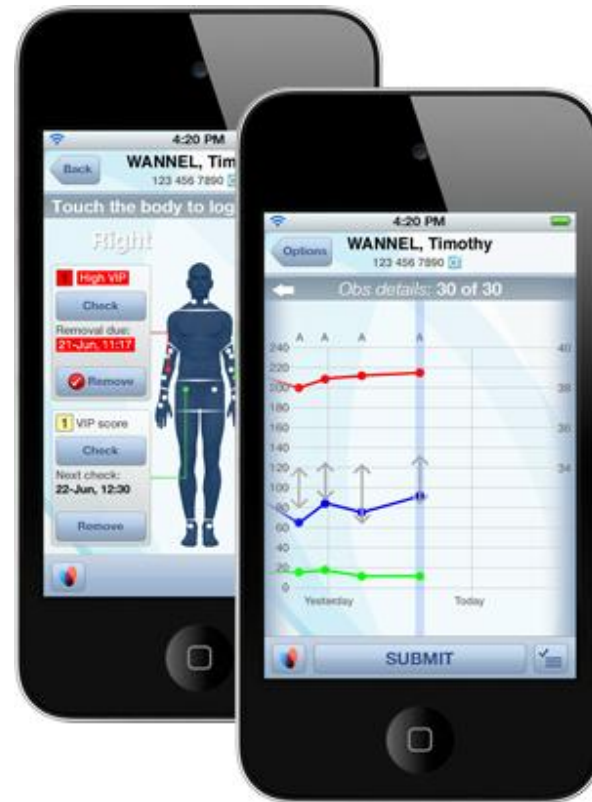 4:20 PM
Back
WANNEL, Tim
123 456 7890
Touch the body to log
Right
High VIP
Check
Removal due:
21-Jun, 11:17
Remove
1 VIP score
Check
Next check:
22-Jun, 12:30
Remove
4:20 PM
Options
WANNEL, Timothy
123 456 7890
Obs details: 30 of 30
A A A A
240 40
220
200 38
180
160 36
140
120 34
100
80
60
40
20
0
Yesterday Today
SUBMIT